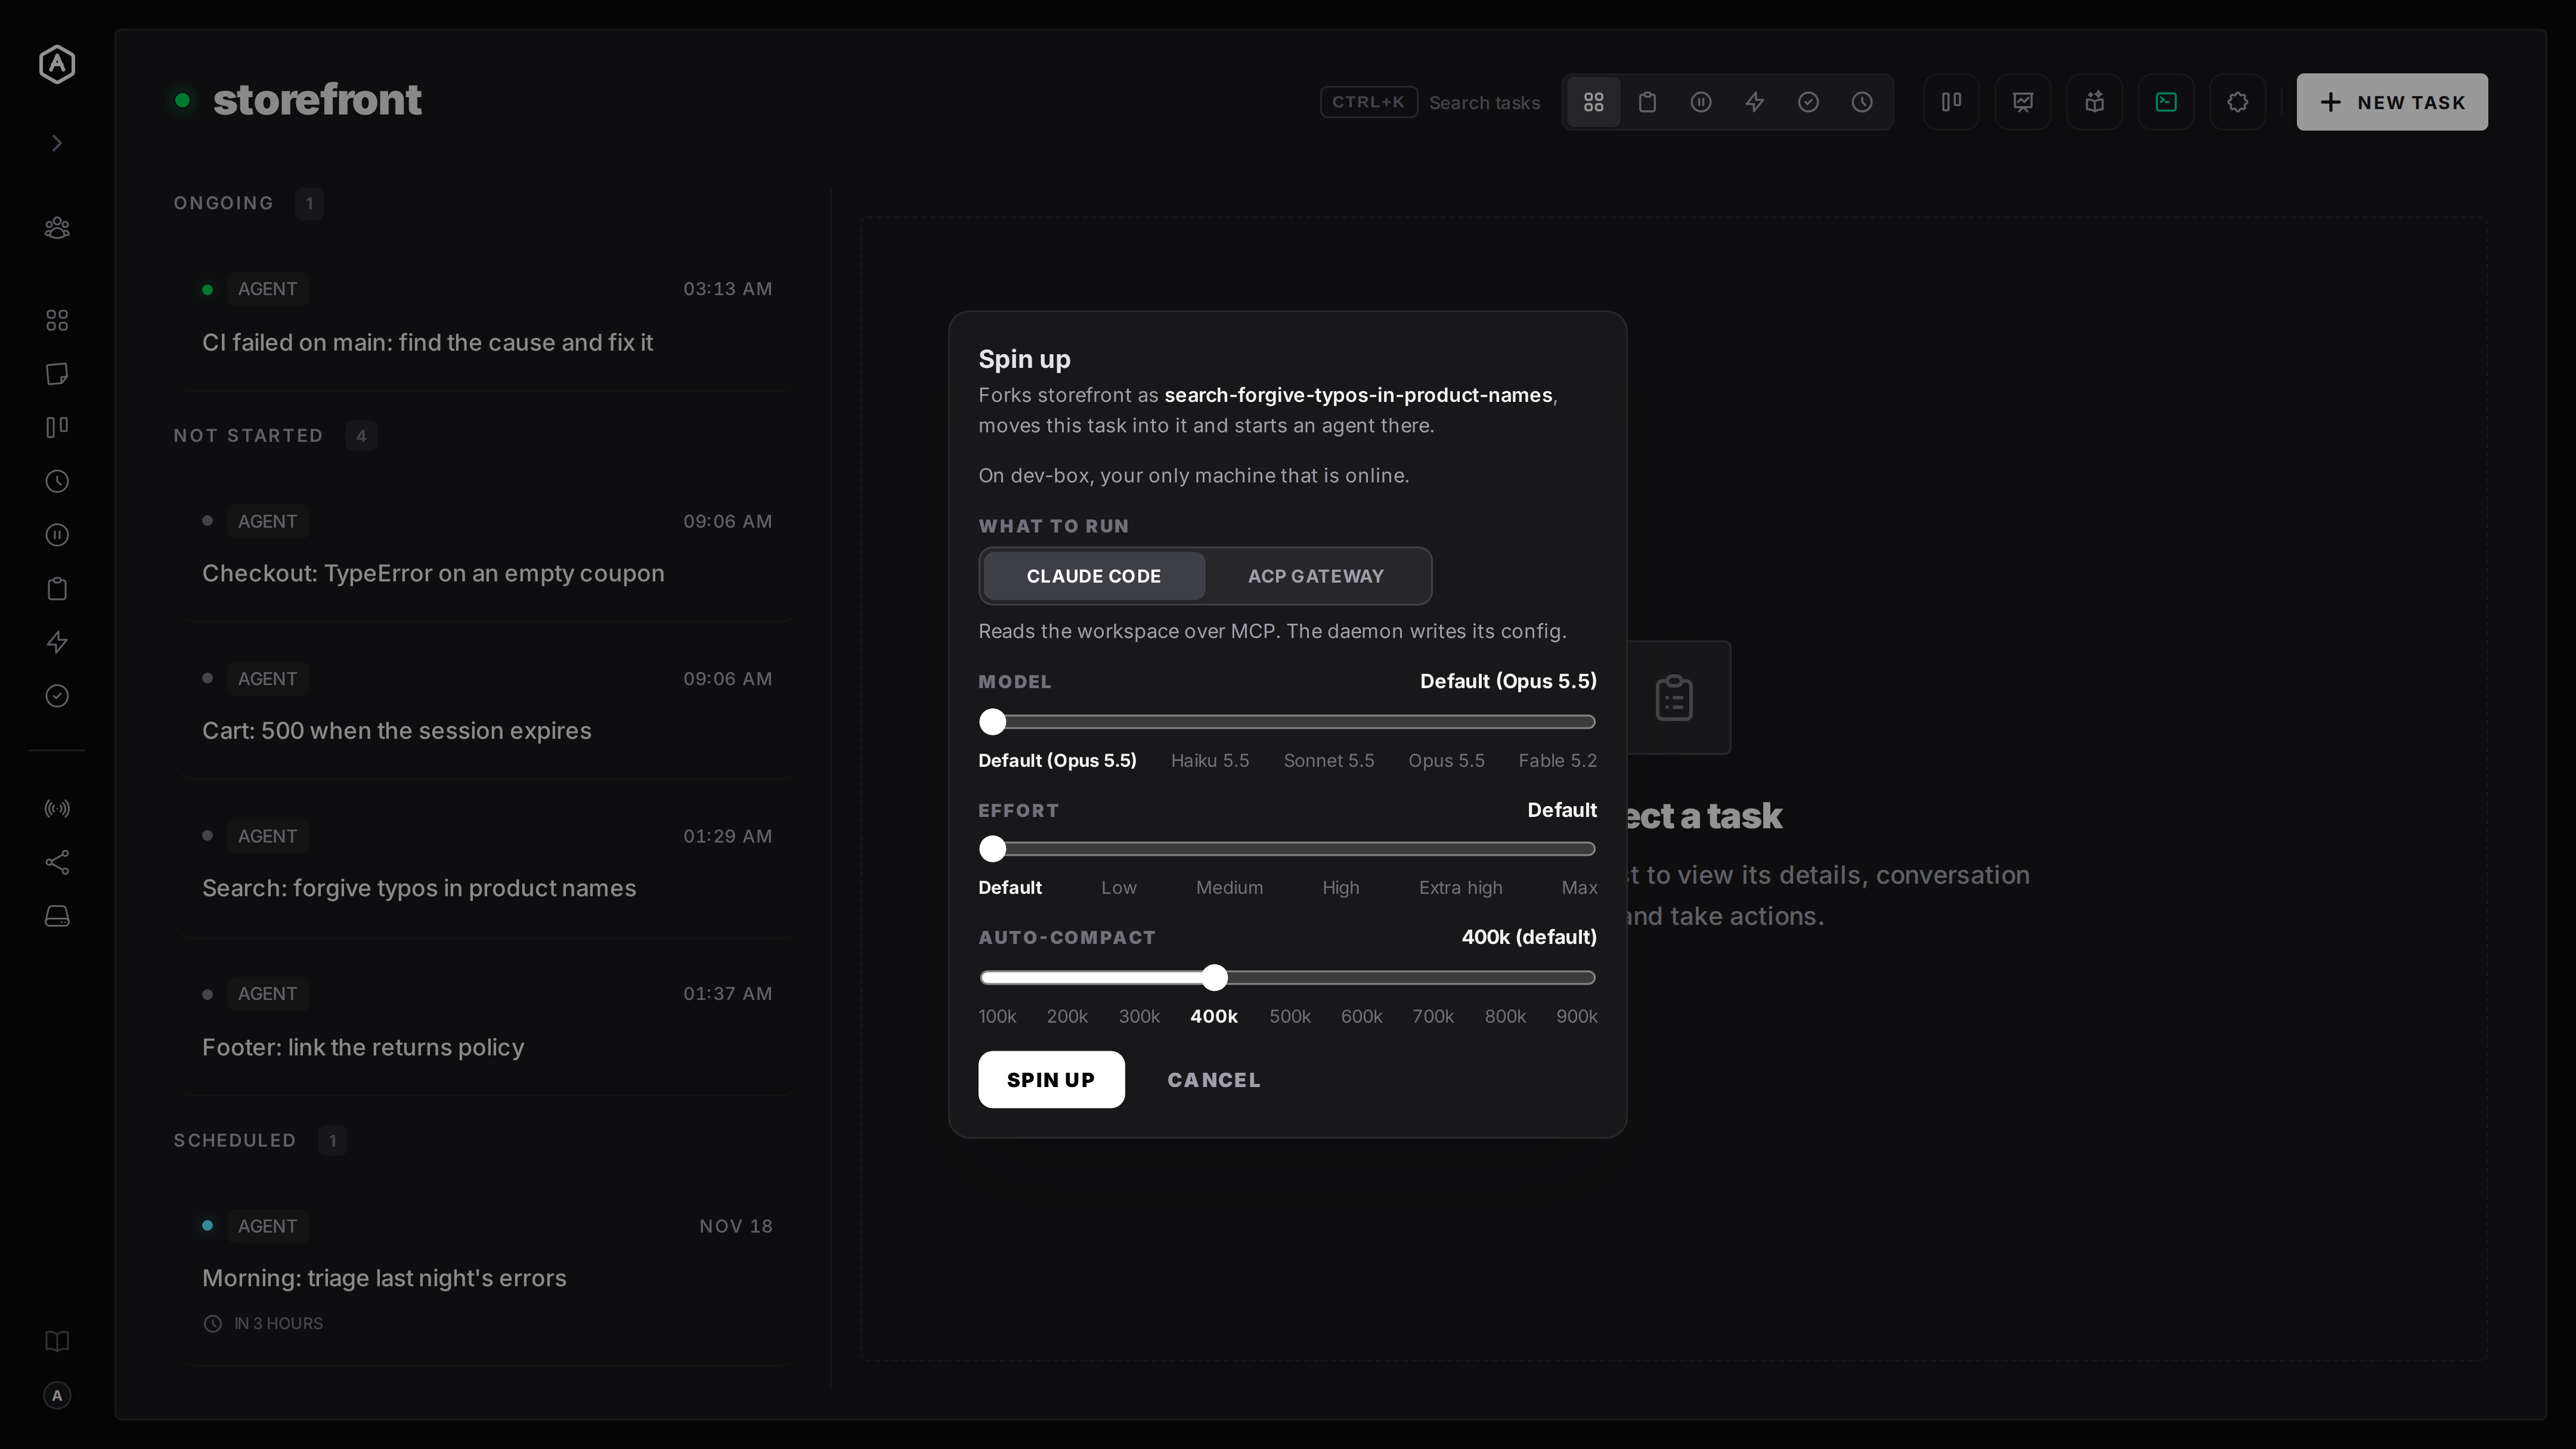 storefront
CTRL+K Search tasks
NEW TASK
ONGOING 1
AGENT 03:13 AM
CI failed on main: find the cause and fix it
NOT STARTED 4
AGENT 09:06 AM
Checkout: TypeError on an empty coupon
AGENT 09:06 AM
Cart: 500 when the session expires
AGENT 01:29 AM
Search: forgive typos in product names
AGENT 01:37 AM
Footer: link the returns policy
SCHEDULED 1
AGENT NOV 18
Morning: triage last night's errors
IN 3 HOURS
A
Spin up
Forks storefront as search-forgive-typos-in-product-names,
moves this task into it and starts an agent there.
On dev-box, your only machine that is online.
WHAT TO RUN
CLAUDE CODE ACP GATEWAY
Reads the workspace over MCP. The daemon writes its config.
MODEL Default (Opus 5.5)
Default (Opus 5.5) Haiku 5.5 Sonnet 5.5 Opus 5.5 Fable 5.2
EFFORT Default
Default Low Medium High Extra high Max
AUTO-COMPACT 400k (default)
100k 200k 300k 400k 500k 600k 700k 800k 900k
SPIN UP CANCEL
a task
to view its details, conversation
and take actions.